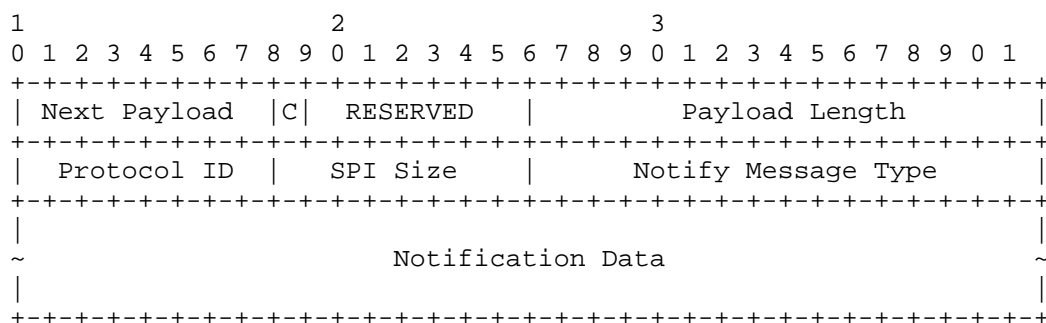 1                   2                   3
0 1 2 3 4 5 6 7 8 9 0 1 2 3 4 5 6 7 8 9 0 1 2 3 4 5 6 7 8 9 0 1
+-+-+-+-+-+-+-+-+-+-+-+-+-+-+-+-+-+-+-+-+-+-+-+-+-+-+-+-+-+-+-+-+
| Next Payload  |C|  RESERVED   |         Payload Length        |
+-+-+-+-+-+-+-+-+-+-+-+-+-+-+-+-+-+-+-+-+-+-+-+-+-+-+-+-+-+-+-+-+
|  Protocol ID  |   SPI Size    |      Notify Message Type      |
+-+-+-+-+-+-+-+-+-+-+-+-+-+-+-+-+-+-+-+-+-+-+-+-+-+-+-+-+-+-+-+-+
|                                                               |
~                       Notification Data                       ~
|                                                               |
+-+-+-+-+-+-+-+-+-+-+-+-+-+-+-+-+-+-+-+-+-+-+-+-+-+-+-+-+-+-+-+-+